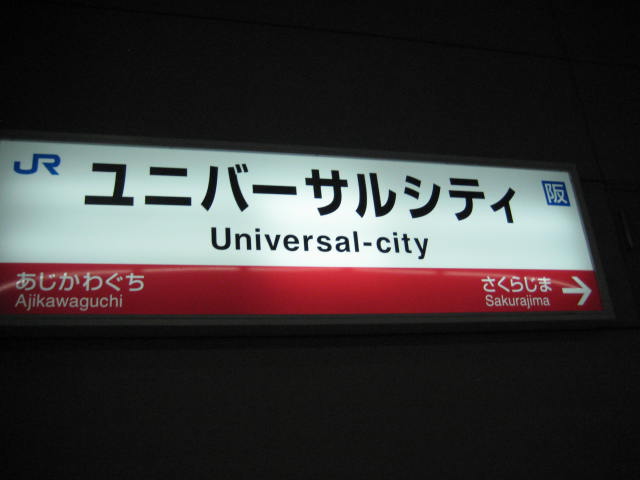 JR ユニバーサルシティ 阪
Universal-city
あじかわぐち さくらじま →
Ajikawaguchi Sakurajima